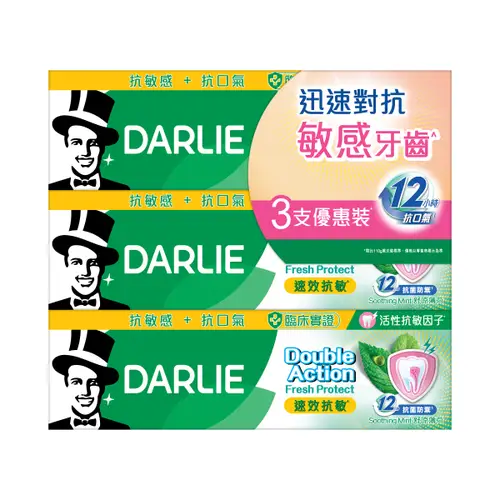 抗敏感 + 抗口氣
DARLIE
迅速對抗
敏感牙齒^
12小時
抗口氣
3支優惠裝
抗敏感 + 抗口氣
DARLIE
Fresh Protect
速效抗敏
12
抗菌防禦
Soothing Mint
抗敏感 + 抗口氣
臨床實證
活性抗敏因子
DARLIE
Double
Action
Fresh Protect
速效抗敏
12
抗菌防禦
Soothing Mint